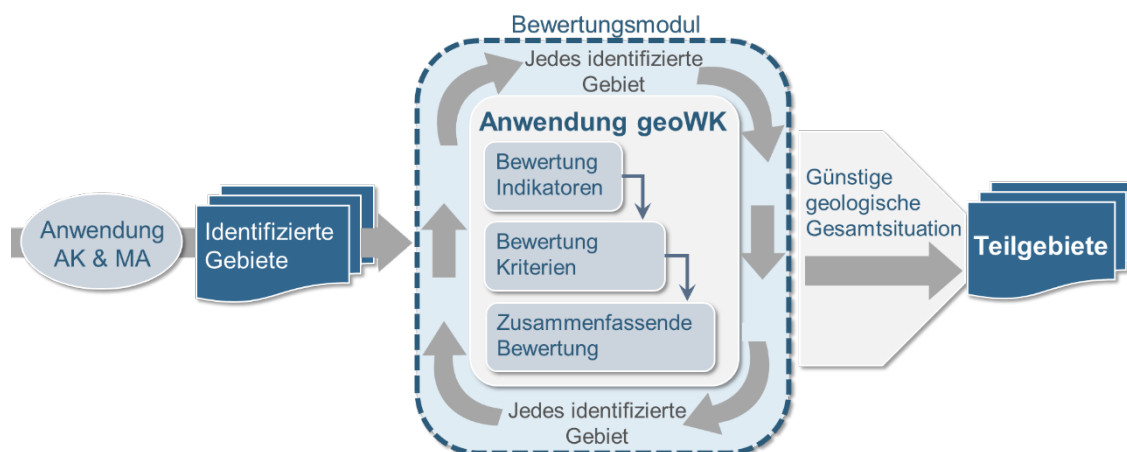 Bewertungsmodul
Jedes identifizierte
Gebiet
Anwendung geoWK
Bewertung
Indikatoren
Bewertung
Kriterien
Zusammenfassende
Bewertung
Jedes identifizierte
Gebiet
Anwendung
AK & MA
Identifizierte
Gebiete
Günstige
geologische
Gesamtsituation
Teilgebiete